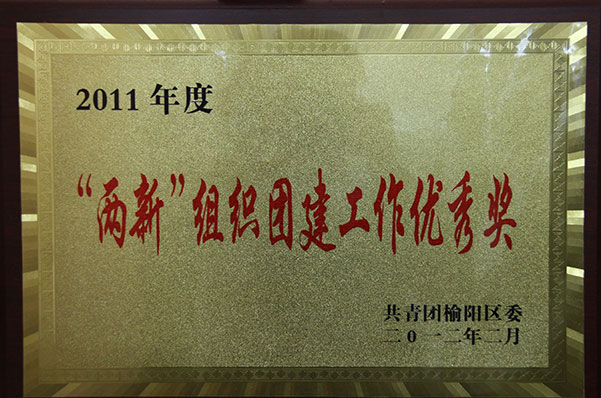 2011年度
“两新”组织团建工作优秀奖
共青团榆阳区委
二0一二年二月